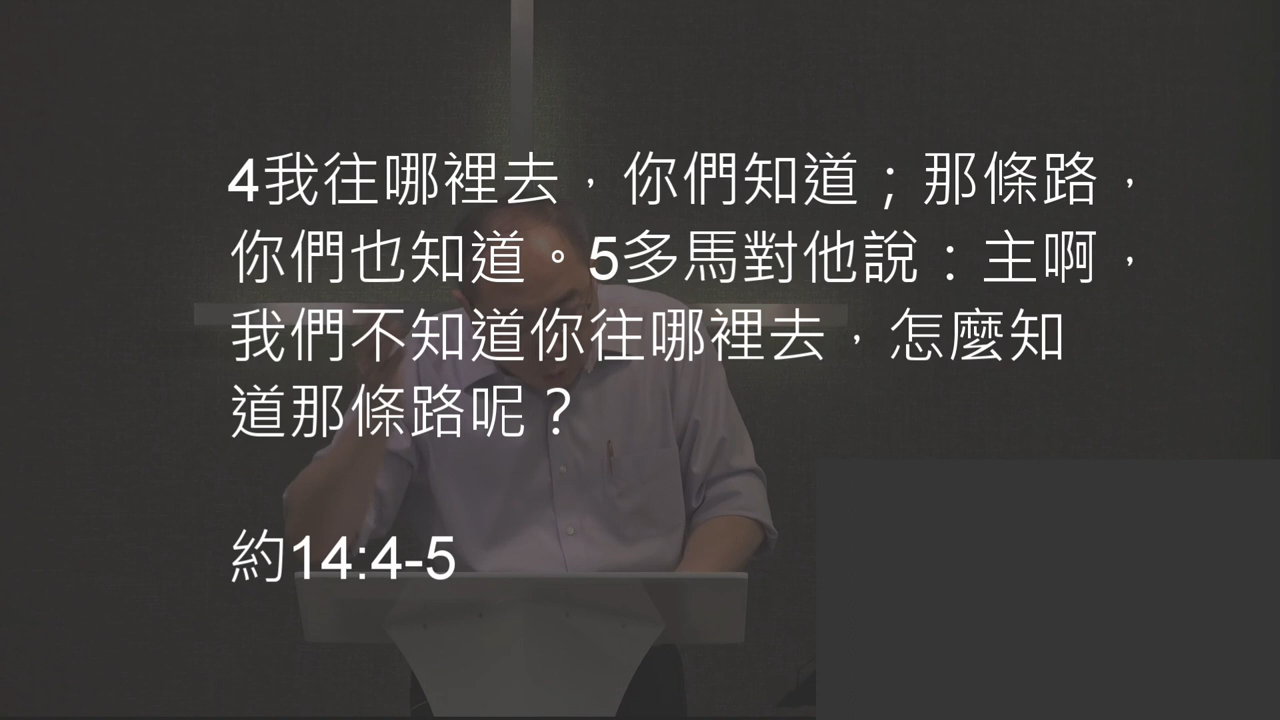 4我往哪裡去，你們知道；那條路，
你們也知道。5多馬對他說：主啊，
我們不知道你往哪裡去，怎麼知
道那條路呢？
約14:4-5